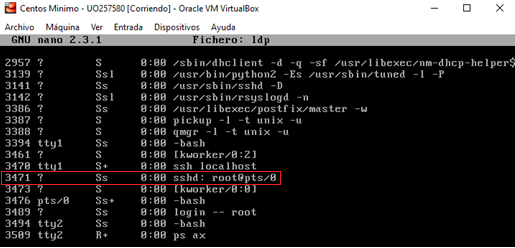 Centos Minimo - UO257580 [Corriendo] - Oracle VM VirtualBox
Archivo Máquina Ver Entrada Dispositivos Ayuda
GNU nano 2.3.1 Fichero: ldp
2957 ? S 0:00 /sbin/dhclient -d -q -sf /usr/libexec/nm-dhcp-helper$
3139 ? Ssl 0:00 /usr/bin/python2 -Es /usr/sbin/tuned -l -P
3141 ? Ss 0:00 /usr/sbin/sshd -D
3142 ? Ssl 0:00 /usr/sbin/rsyslogd -n
3386 ? Ss 0:00 /usr/libexec/postfix/master -w
3387 ? S 0:00 pickup -l -t unix -u
3388 ? S 0:00 qmgr -l -t unix -u
3394 tty1 Ss 0:00 -bash
3461 ? S 0:00 [kworker/0:2]
3470 tty1 S+ 0:00 ssh localhost
3471 ? Ss 0:00 sshd: root@pts/0
3473 ? S 0:00 [kworker/0:0]
3476 pts/0 Ss+ 0:00 -bash
3489 ? Ss 0:00 login -- root
3494 tty2 Ss 0:00 -bash
3509 tty2 R+ 0:00 ps ax